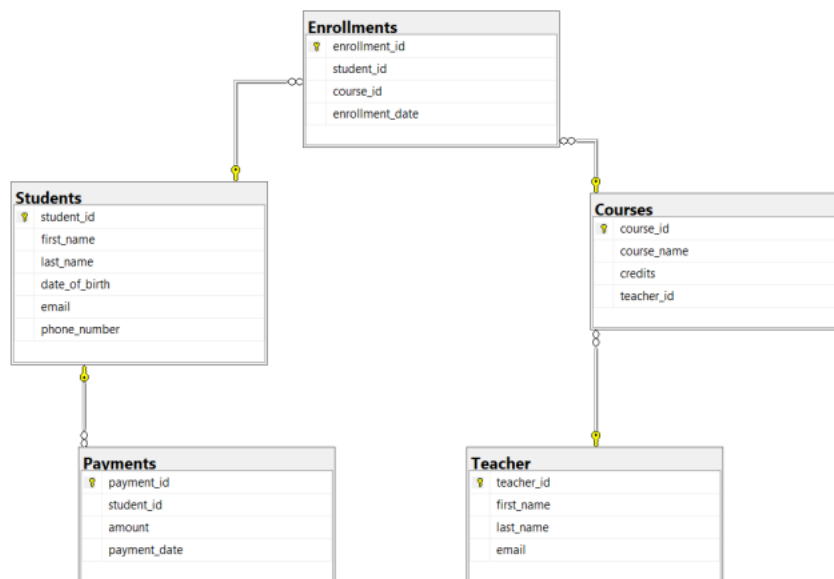 Enrollments
enrollment_id
student_id
course_id
enrollment_date
Students
student_id
first_name
last_name
date_of_birth
email
phone_number
Courses
course_id
course_name
credits
teacher_id
Payments
payment_id
student_id
amount
payment_date
Teacher
teacher_id
first_name
last_name
email